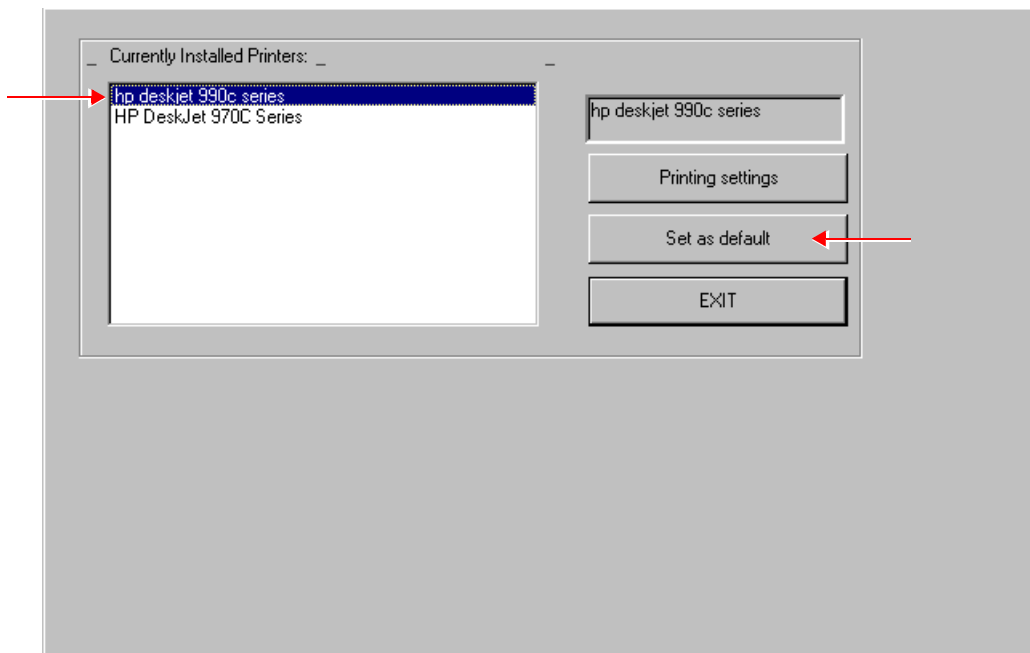 _ Currently Installed Printers: _ _
hp deskjet 990c series
HP DeskJet 970C Series
hp deskjet 990c series
Printing settings
Set as default
EXIT